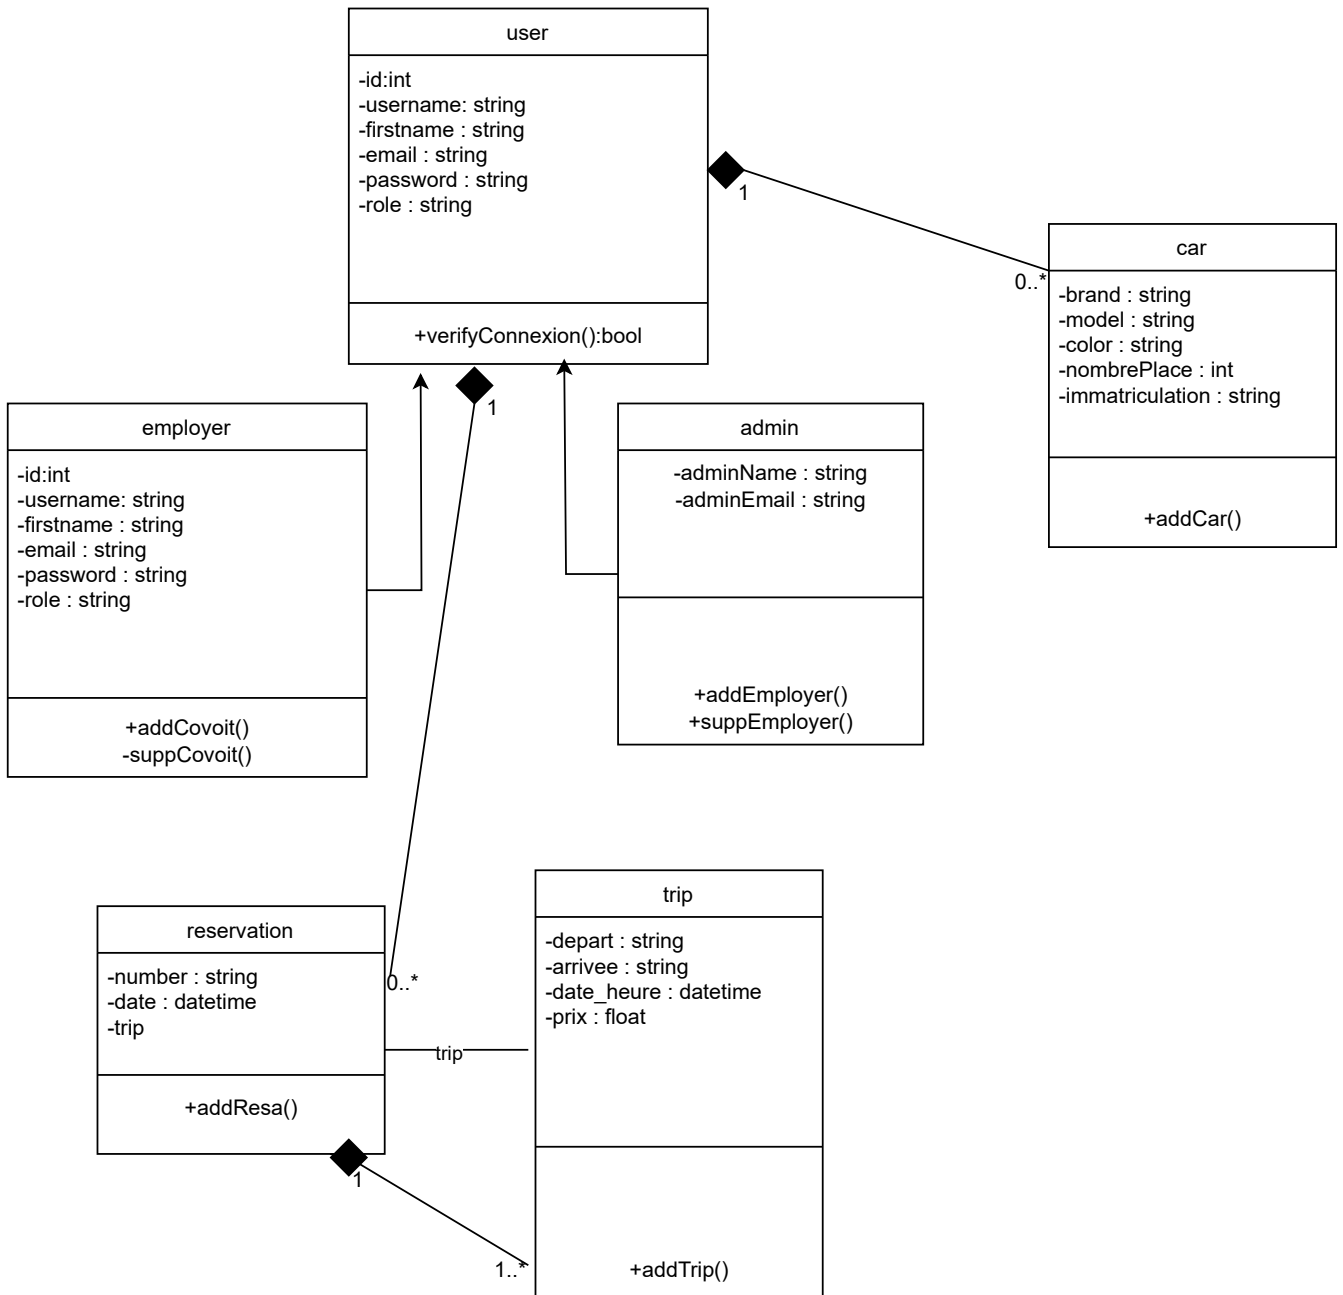 user
-id:int
-username: string
-firstname : string
-email : string
-password : string
-role : string
+verifyConnexion():bool
1
0..*
car
-brand : string
-model : string
-color : string
-nombrePlace : int
-immatriculation : string
+addCar()
1
employer
-id:int
-username: string
-firstname : string
-email : string
-password : string
-role : string
+addCovoit()
-suppCovoit()
admin
-adminName : string
-adminEmail : string
+addEmployer()
+suppEmployer()
reservation
-number : string
-date : datetime
-trip
+addResa()
0..*
trip
1
1..*
trip
-depart : string
-arrivee : string
-date_heure : datetime
-prix : float
+addTrip()